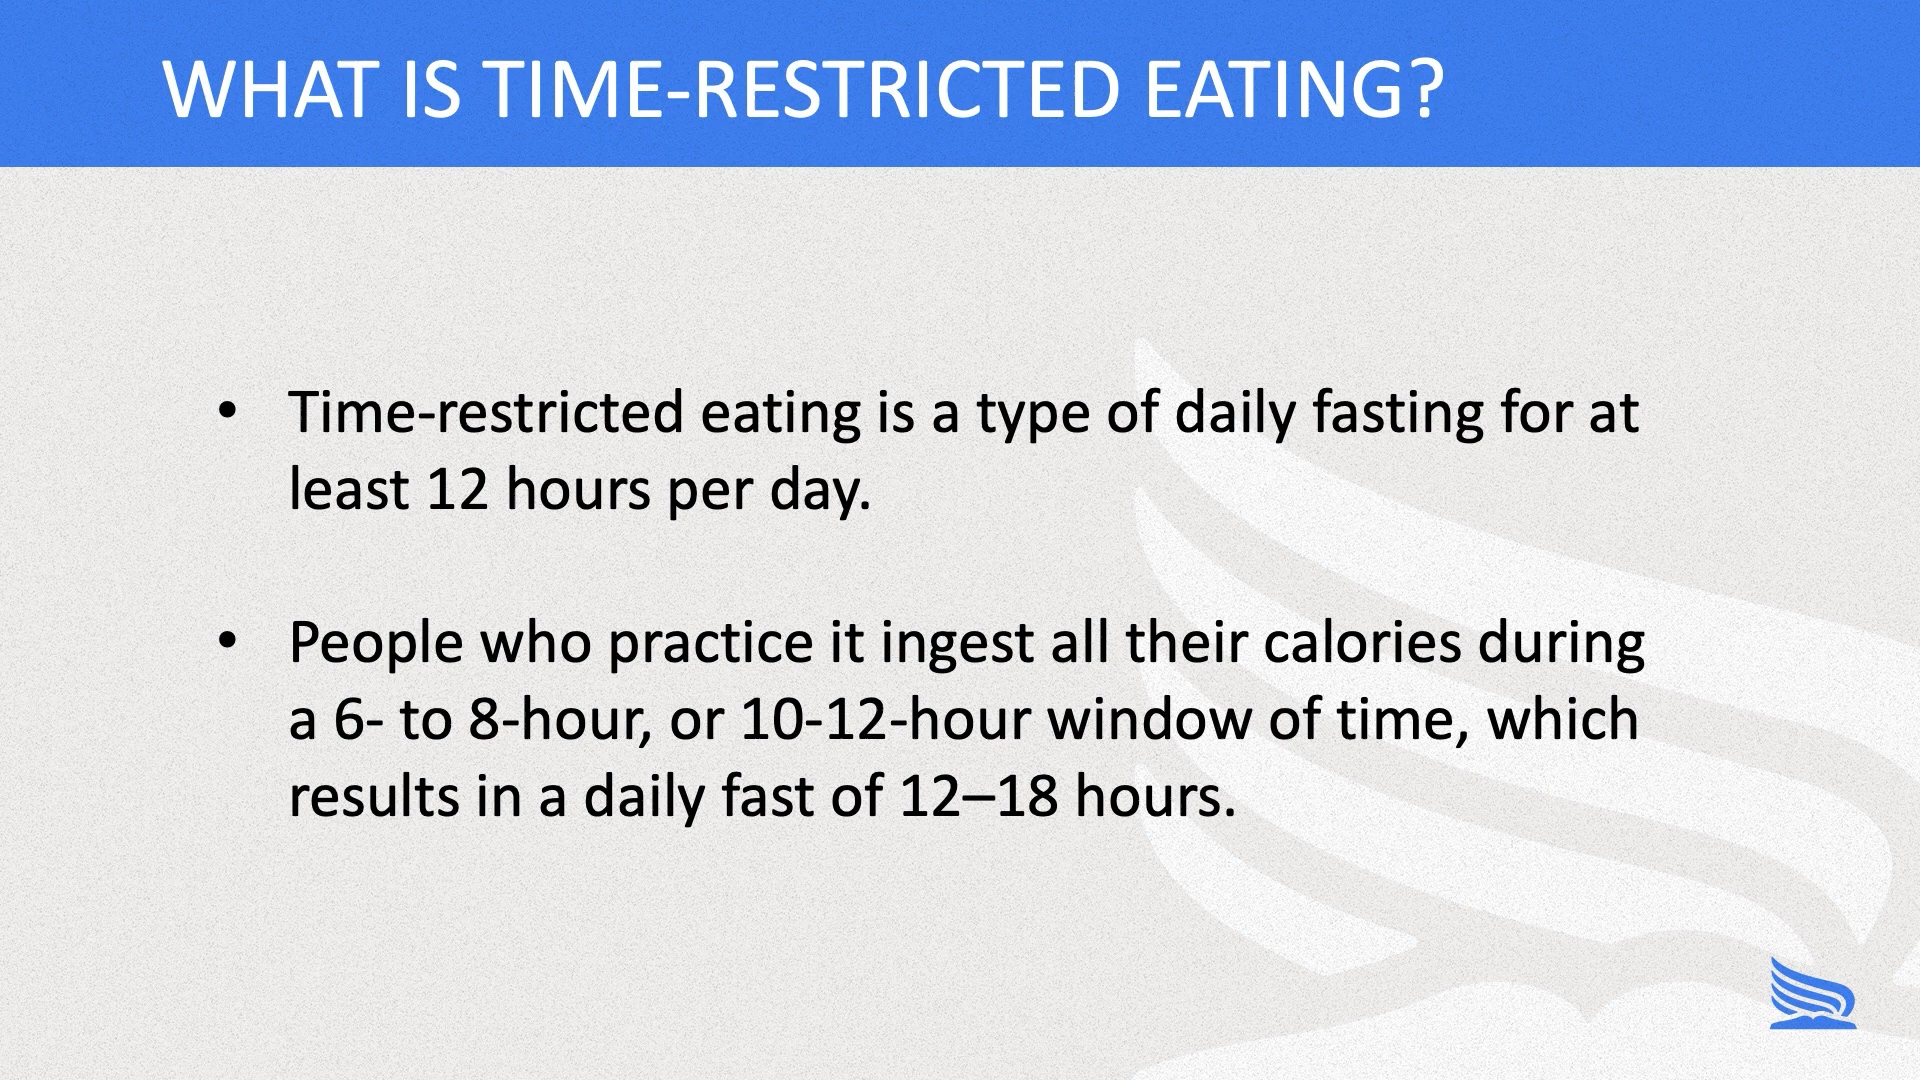 WHAT IS TIME-RESTRICTED EATING?
• Time-restricted eating is a type of daily fasting for at
least 12 hours per day.
• People who practice it ingest all their calories during
a 6- to 8-hour, or 10-12-hour window of time, which
results in a daily fast of 12–18 hours.